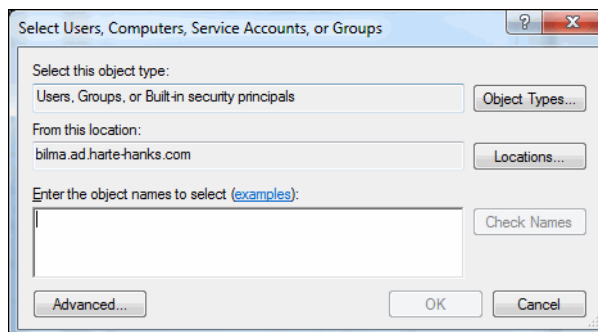 Select Users, Computers, Service Accounts, or Groups
Select this object type:
Users, Groups, or Built-in security principals
Object Types...
From this location:
bilma.ad.harte-hanks.com
Locations...
Enter the object names to select (examples):
Check Names
Advanced...
OK
Cancel